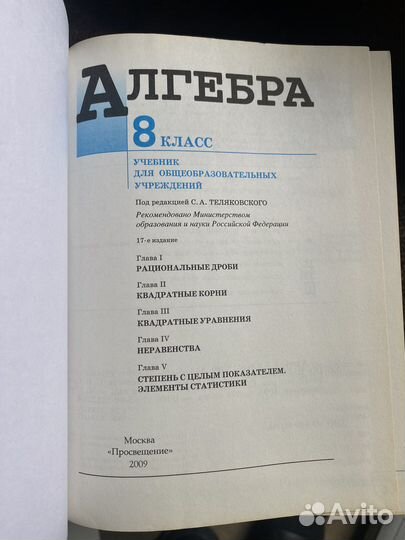 АЛГЕБРА
8 КЛАСС
УЧЕБНИК
ДЛЯ ОБЩЕОБРАЗОВАТЕЛЬНЫХ
УЧРЕЖДЕНИЙ
Под редакцией С. А. ТЕЛЯКОВСКОГО
Рекомендовано Министерством
образования и науки Российской Федерации
17-е издание
Глава I
РАЦИОНАЛЬНЫЕ ДРОБИ
Глава II
КВАДРАТНЫЕ КОРНИ
Глава III
КВАДРАТНЫЕ УРАВНЕНИЯ
Глава IV
НЕРАВЕНСТВА
Глава V
СТЕПЕНЬ С ЦЕЛЫМ ПОКАЗАТЕЛЕМ.
ЭЛЕМЕНТЫ СТАТИСТИКИ
Москва
«Просвещение»
2009
Avito